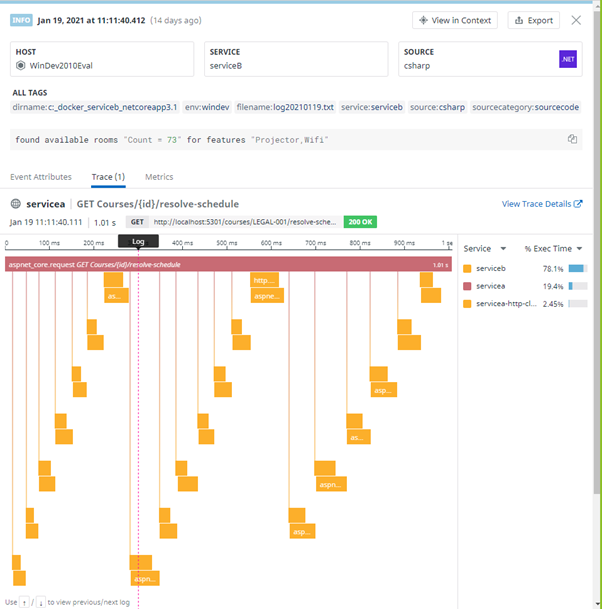 INFO Jan 19, 2021 at 11:11:40.412 (14 days ago) View in Context Export
HOST
WinDev2010Eval
SERVICE
serviceB
SOURCE
csharp
.NET
ALL TAGS
dirname:c:_docker_serviceb_netcoreapp3.1 env:windev filename:log20210119.txt service:serviceb source:csharp sourcecategory:sourcecode
found available rooms "Count = 73" for features "Projector,Wifi"
Event Attributes Trace (1) Metrics
servicea GET Courses/{id}/resolve-schedule View Trace Details
Jan 19 11:11:40.111 1.01 s GET http://localhost:5301/courses/LEGAL-001/resolve-sche... 200 OK
Log
0 100 ms 200 ms 400 ms 500 ms 600 ms 700 ms 800 ms 900 ms 1 s
aspnet_core.request GET Courses/{id}/resolve-schedule 1.01 s
Service % Exec Time
serviceb 78.1%
servicea 19.4%
servicea-http-cl... 2.45%
http...
as... aspne...
asp...
as...
aspn...
asp...
aspn...
Use ↑ / ↓ to view previous/next log